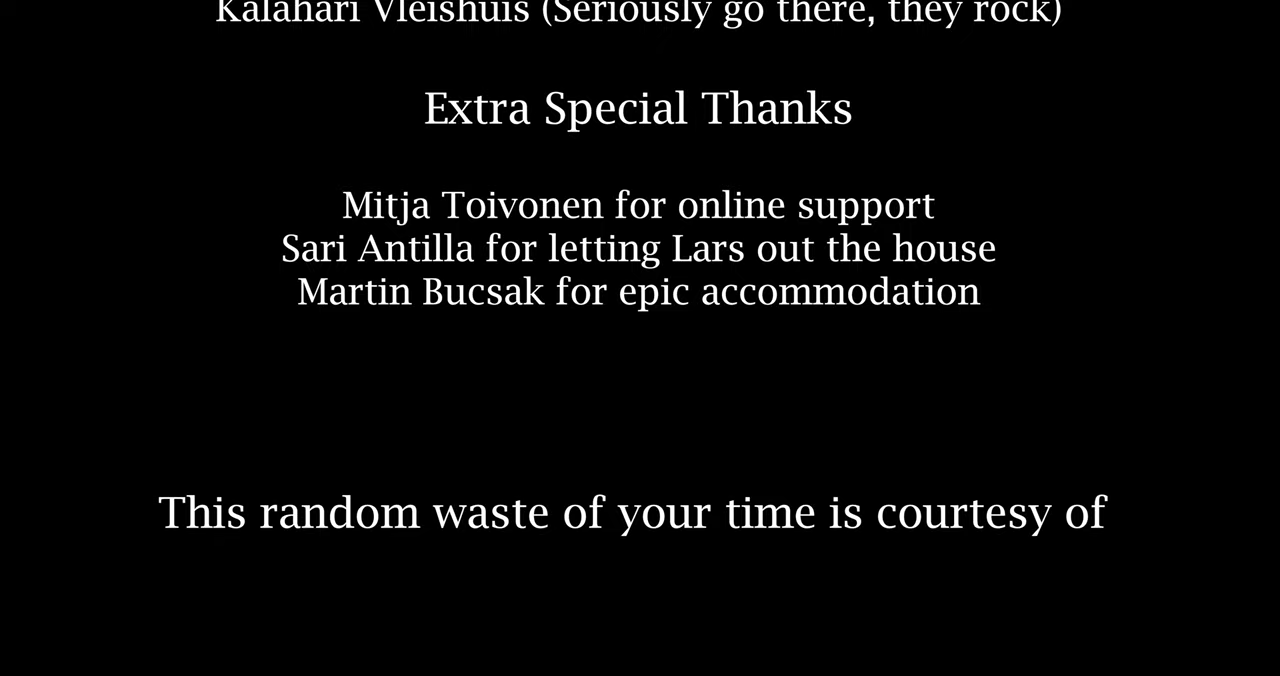 Kalahari Vleishuis (Seriously go there, they rock)
Extra Special Thanks
Mitja Toivonen for online support
Sari Antilla for letting Lars out the house
Martin Bucsak for epic accommodation
This random waste of your time is courtesy of